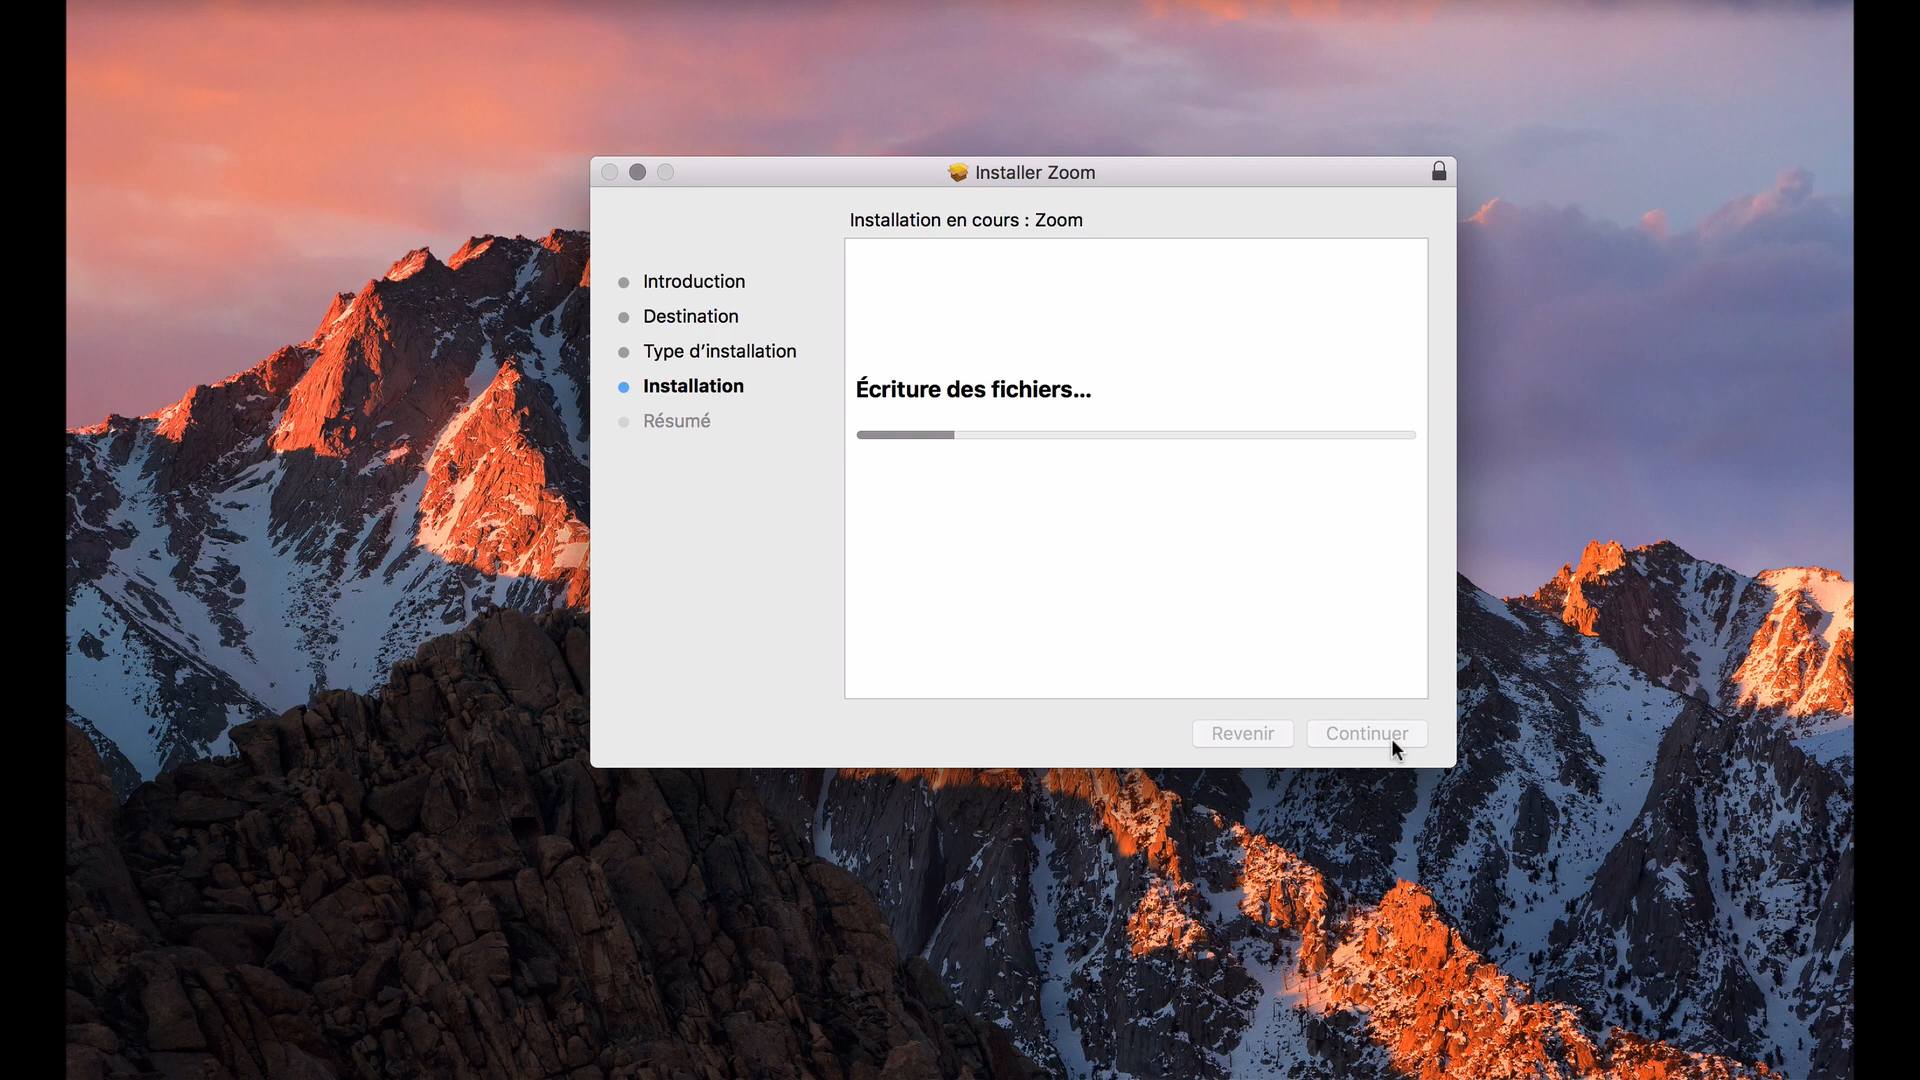 Installer Zoom
Installation en cours : Zoom
Introduction
Destination
Type d’installation
Installation
Résumé
Écriture des fichiers...
Revenir
Continuer